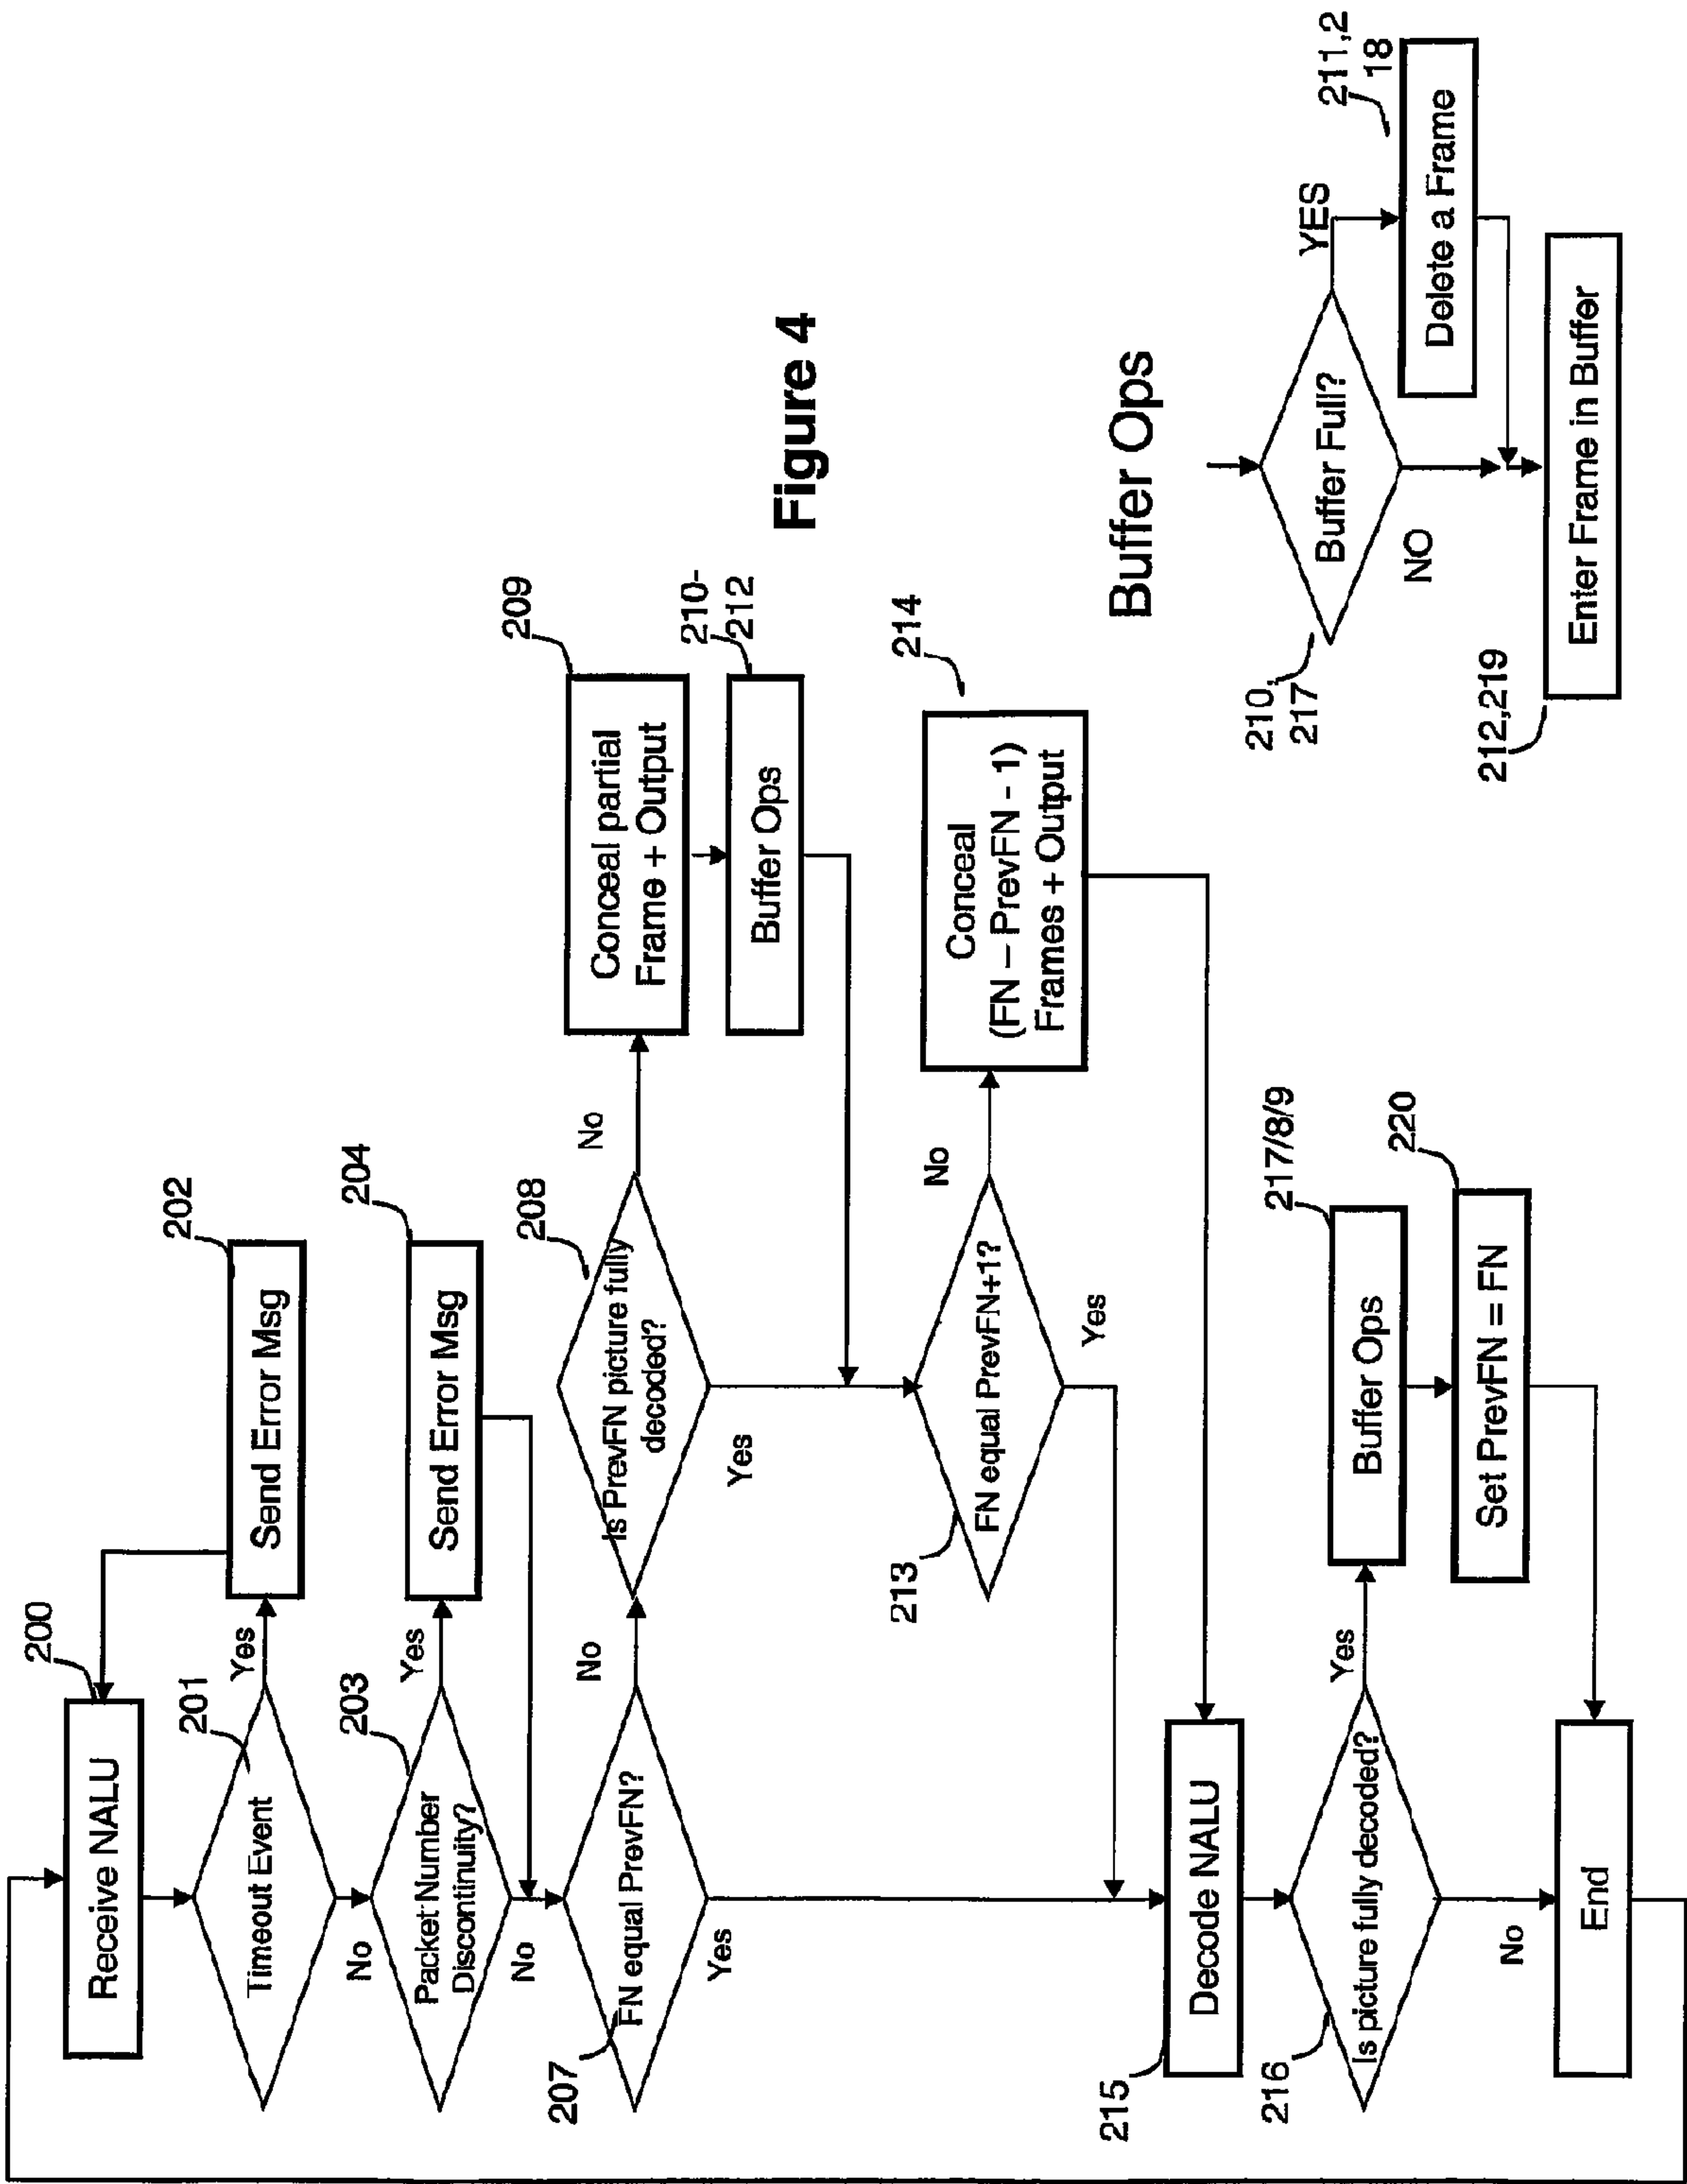 200
Receive NALU
201
Timeout Event
Yes
202
Send Error Msg
No
203
Packet Number
Discontinuity?
Yes
204
Send Error Msg
No
207
FN equal PrevFN?
No
208
Is PrevFN picture fully
decoded?
No
209
Conceal partial
Frame + Output
210-
212
Buffer Ops
Yes
Yes
213
FN equal PrevFN+1?
No
214
Conceal
(FN – PrevFN - 1)
Frames + Output
Yes
215
Decode NALU
216
Is picture fully decoded?
Yes
217/8/9
Buffer Ops
220
Set PrevFN = FN
No
End
Figure 4
Buffer Ops
210,
217
Buffer Full?
YES
211,2
18
Delete a Frame
NO
212,219
Enter Frame in Buffer